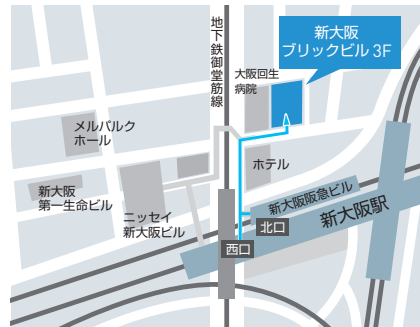 地下鉄御堂筋線
新大阪
ブリックビル 3F
大阪回生
病院
メルパルク
ホール
ホテル
新大阪
第一生命ビル
ニッセイ
新大阪ビル
新大阪阪急ビル
北口
新大阪駅
西口